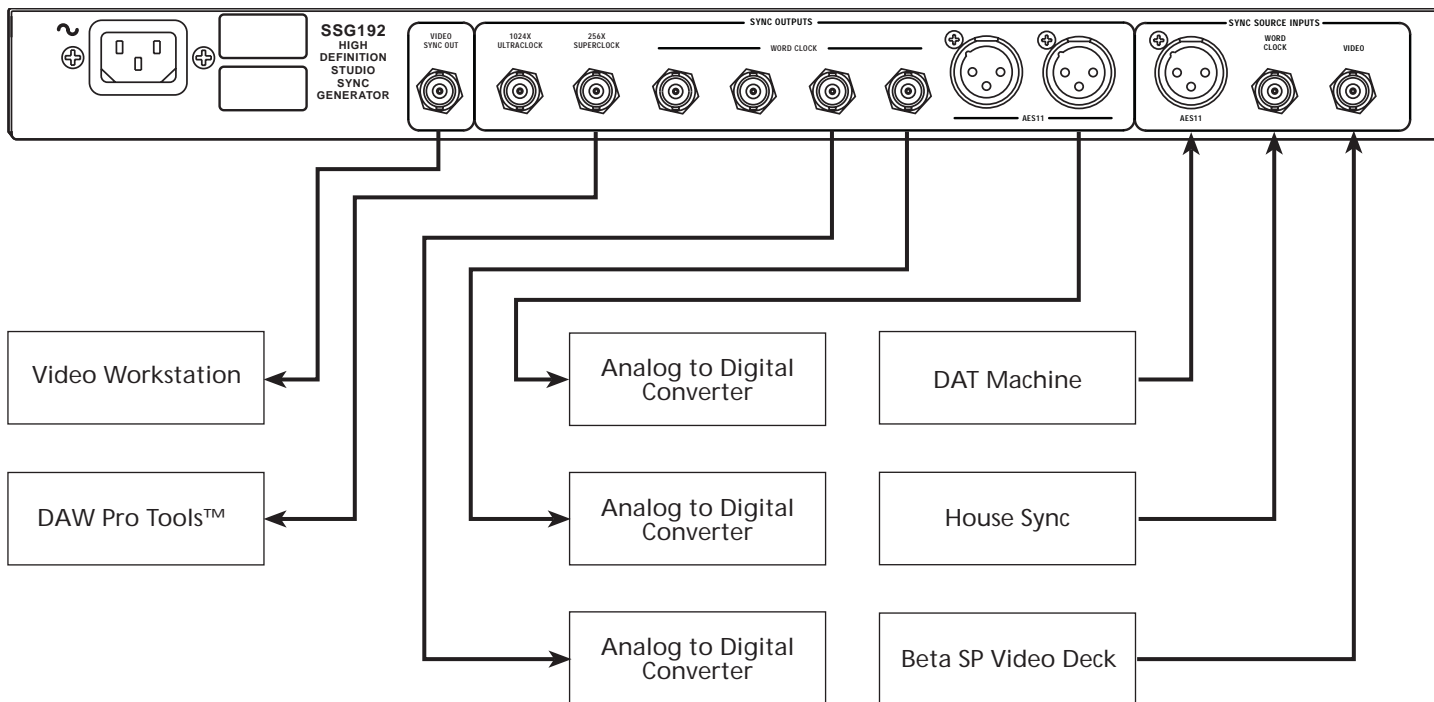 SSG192
HIGH
DEFINITION
STUDIO
SYNC
GENERATOR
VIDEO
SYNC OUT
SYNC OUTPUTS
1024X
ULTRACLOCK
256X
SUPERCLOCK
WORD CLOCK
AES11
SYNC SOURCE INPUTS
AES11
WORD
CLOCK
VIDEO
Video Workstation
DAW Pro Tools™
Analog to Digital
Converter
Analog to Digital
Converter
Analog to Digital
Converter
DAT Machine
House Sync
Beta SP Video Deck